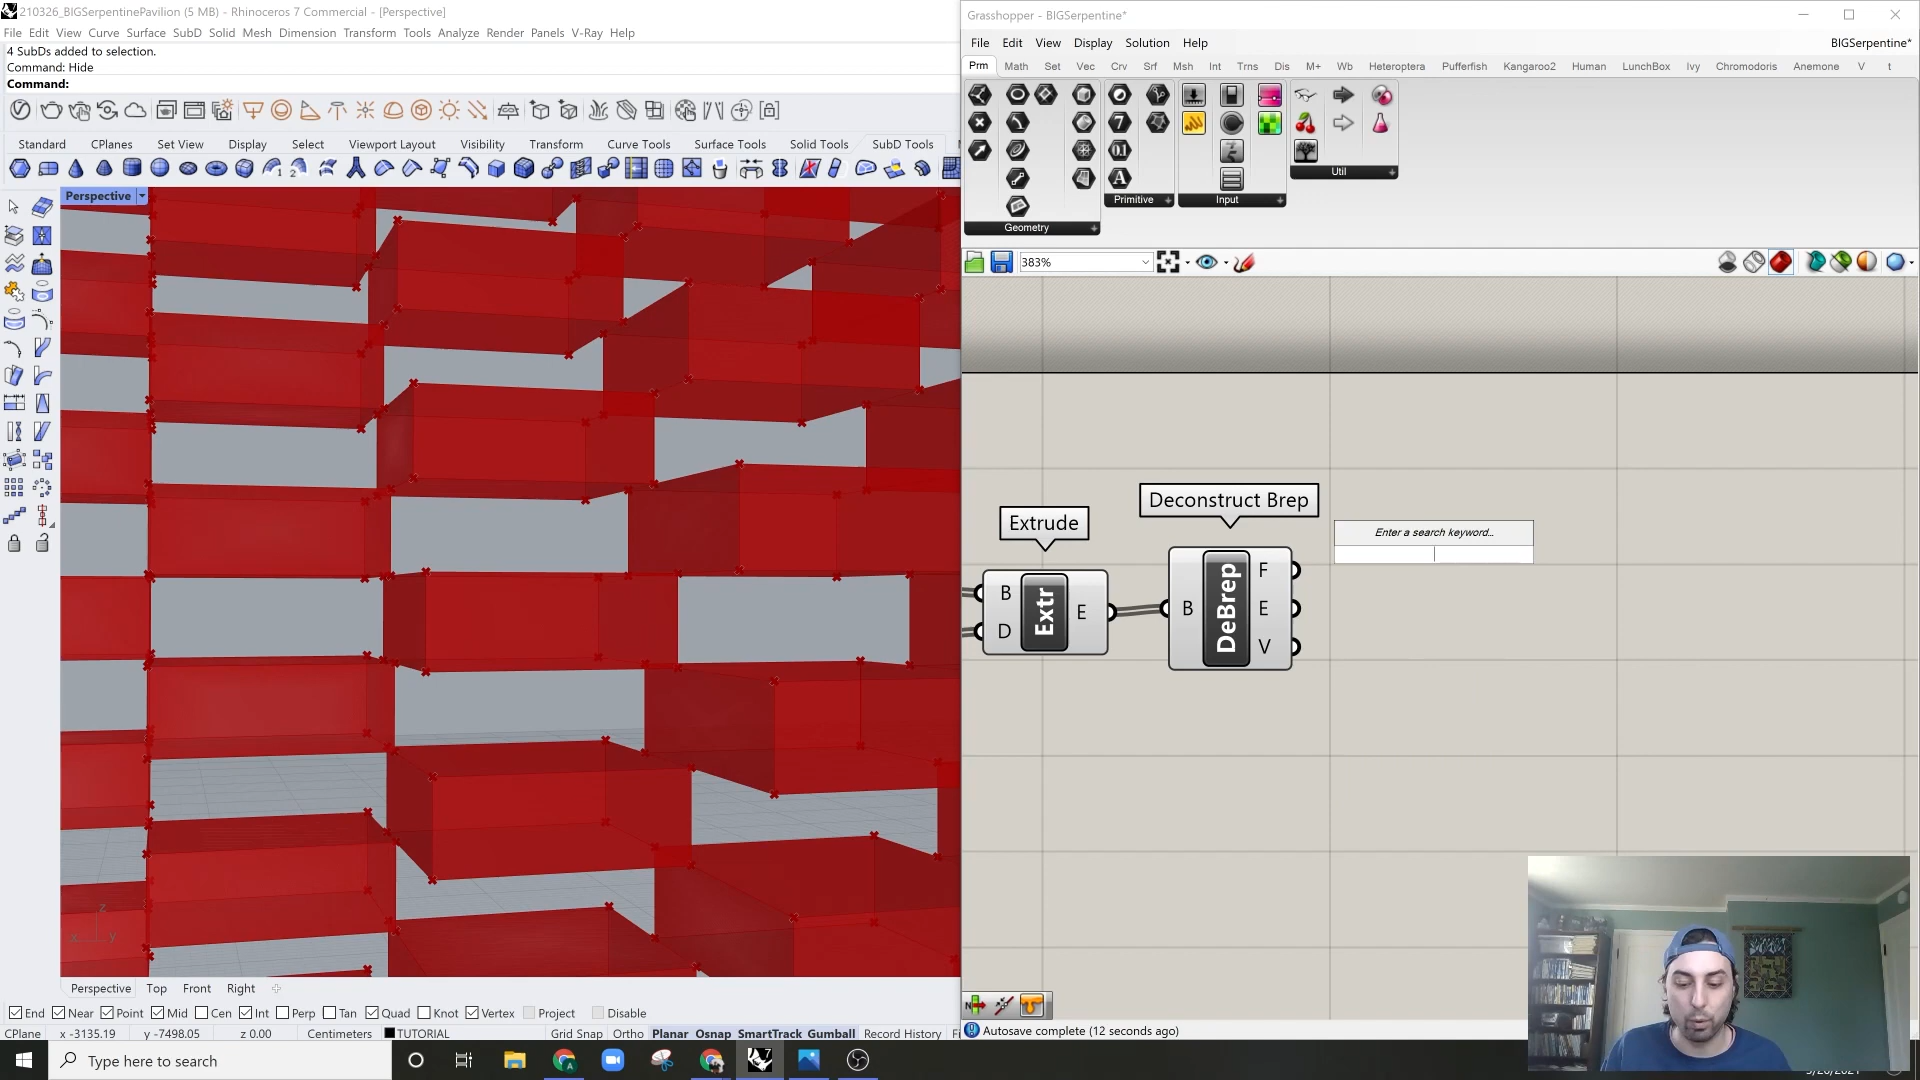 210326_BIGSerpentinePavilion (5 MB) - Rhinoceros 7 Commercial - [Perspective]
File Edit View Curve Surface SubD Solid Mesh Dimension Transform Tools Analyze Render Panels V-Ray Help
4 SubDs added to selection.
Command: Hide
Command:
Standard CPlanes Set View Display Select Viewport Layout Visibility Transform Curve Tools Surface Tools Solid Tools SubD Tools
Perspective
z
x y
Perspective Top Front Right
End Near Point Mid Cen Int Perp Tan Quad Knot Vertex Project Disable
CPlane x -3135.19 y -7498.05 z 0.00 Centimeters TUTORIAL Grid Snap Ortho Planar Osnap SmartTrack Gumball Record History
Grasshopper - BIGSerpentine*
File Edit View Display Solution Help
BIGSerpentine*
Prm Math Set Vec Crv Srf Msh Int Trns Dis M+ Wb Heteroptera Pufferfish Kangaroo2 Human LunchBox Ivy Chromodoris Anemone V t
Geometry
Primitive
Input
Util
383%
Extrude
B
D
Extr
E
Deconstruct Brep
B
DeBrep
F
E
V
Enter a search keyword...
Autosave complete (12 seconds ago)
Type here to search